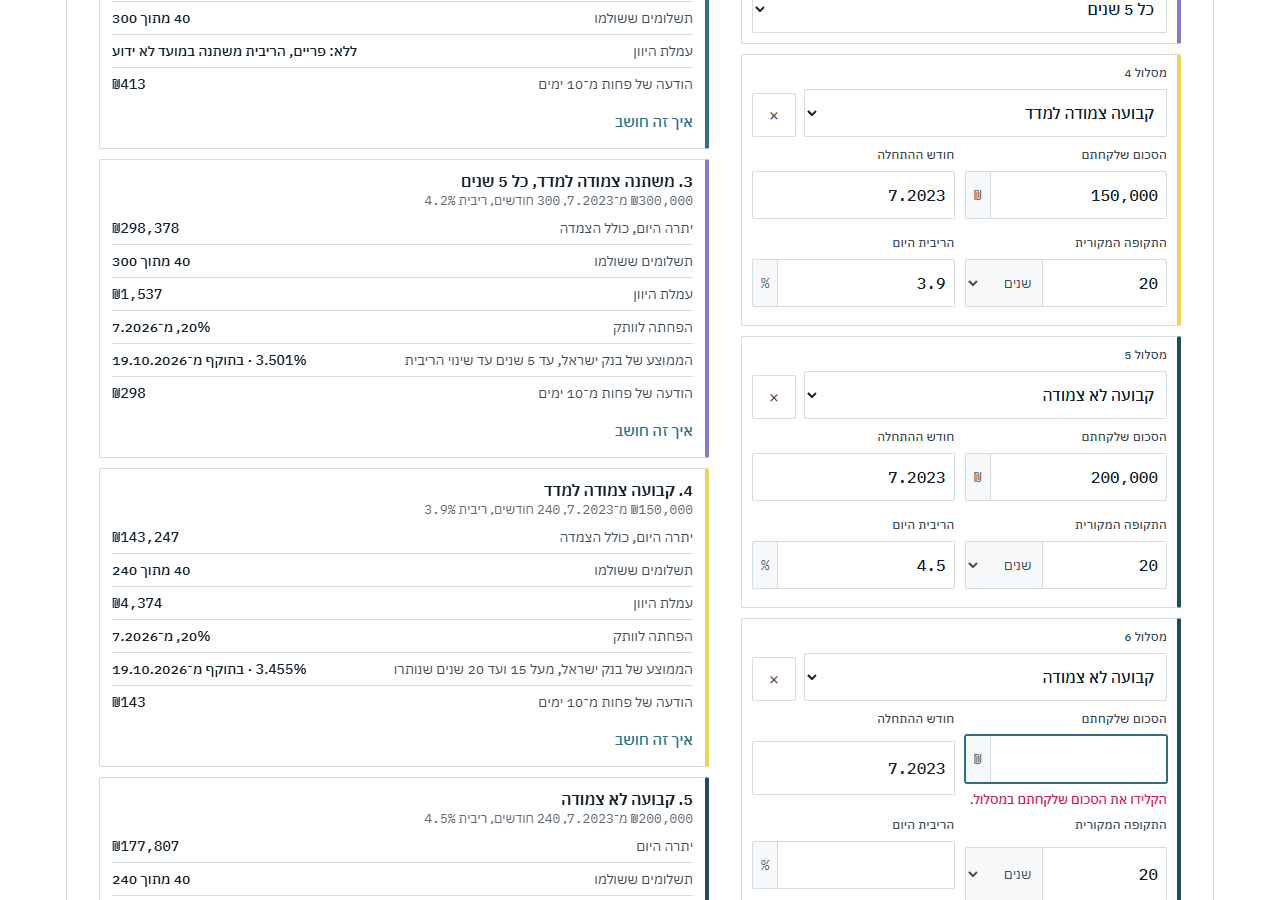 כל 5 שנים
מסלול 4
קבועה צמודה למדד
×
הסכום שלקחתם
חודש ההתחלה
150,000
₪
7.2023
התקופה המקורית
הריבית היום
20
שנים
3.9
%
מסלול 5
קבועה לא צמודה
×
הסכום שלקחתם
חודש ההתחלה
200,000
₪
7.2023
התקופה המקורית
הריבית היום
20
שנים
4.5
%
מסלול 6
קבועה לא צמודה
×
הסכום שלקחתם
חודש ההתחלה
₪
7.2023
הקלידו את הסכום שלקחתם במסלול.
התקופה המקורית
הריבית היום
20
שנים
%
תשלומים ששולמו
40 מתוך 300
עמלת היוון
ללא: פריים, הריבית משתנה במועד לא ידוע
הודעה של פחות מ־10 ימים
₪413
איך זה חושב
3. משתנה צמודה למדד, כל 5 שנים
₪300,000 מ־7.2023, 300 חודשים, ריבית 4.2%
יתרה היום, כולל הצמדה
₪298,378
תשלומים ששולמו
40 מתוך 300
עמלת היוון
₪1,537
הפחתה לוותק
20%, מ־7.2026
הממוצע של בנק ישראל, עד 5 שנים עד שינוי הריבית
3.501% · בתוקף מ־19.10.2026
הודעה של פחות מ־10 ימים
₪298
איך זה חושב
4. קבועה צמודה למדד
₪150,000 מ־7.2023, 240 חודשים, ריבית 3.9%
יתרה היום, כולל הצמדה
₪143,247
תשלומים ששולמו
40 מתוך 240
עמלת היוון
₪4,374
הפחתה לוותק
20%, מ־7.2026
הממוצע של בנק ישראל, מעל 15 ועד 20 שנים שנותרו
3.455% · בתוקף מ־19.10.2026
הודעה של פחות מ־10 ימים
₪143
איך זה חושב
5. קבועה לא צמודה
₪200,000 מ־7.2023, 240 חודשים, ריבית 4.5%
יתרה היום
₪177,807
תשלומים ששולמו
40 מתוך 240